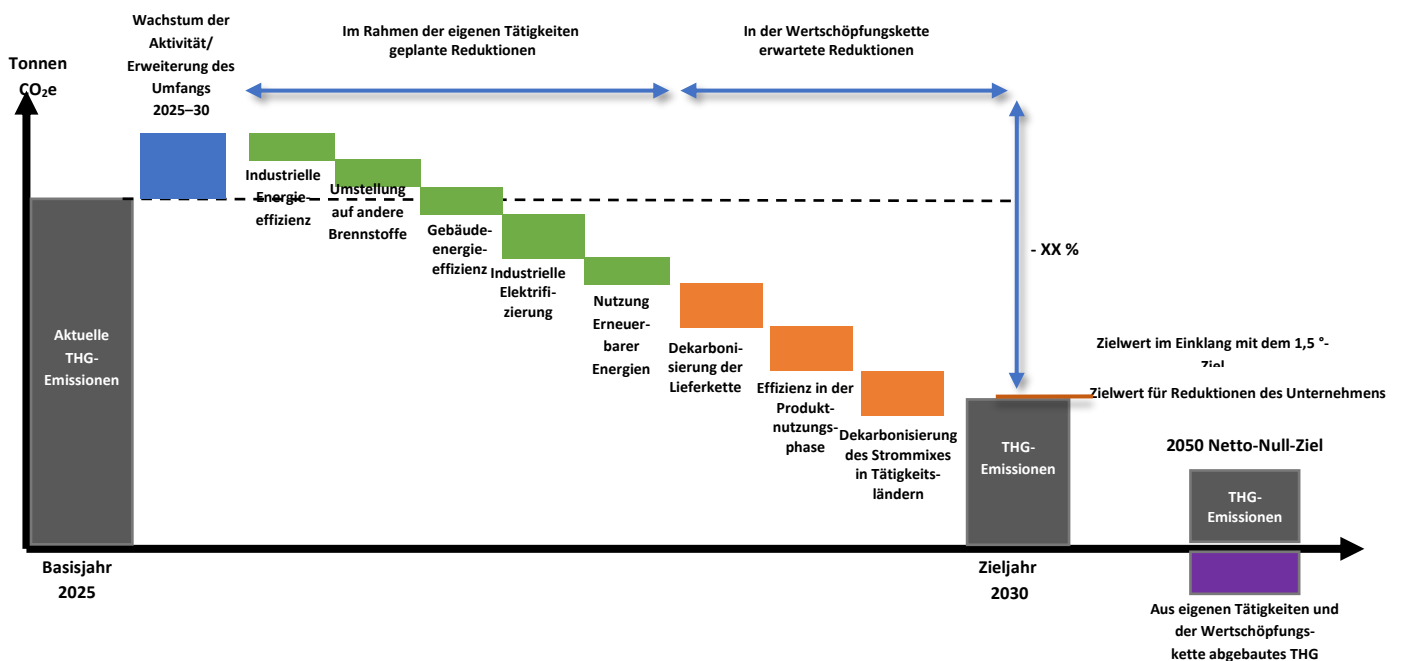 Wachstum der
Aktivität/
Erweiterung des
Umfangs
2025–30
Im Rahmen der eigenen Tätigkeiten
geplante Reduktionen
In der Wertschöpfungskette
erwartete Reduktionen
Tonnen
CO₂e
Industrielle
Energie-
effizienz
Umstellung
auf andere
Brennstoffe
Gebäude-
energie-
effizienz
Industrielle
Elektrifi-
zierung
Nutzung
Erneuer-
barer
Energien
Dekarboni-
sierung der
Lieferkette
Effizienz in der
Produkt-
nutzungs-
phase
Dekarbonisierung
des Strommixes
in Tätigkeits-
ländern
- XX %
Aktuelle
THG-
Emissionen
THG-
Emissionen
Zielwert im Einklang mit dem 1,5 °-
Ziel
Zielwert für Reduktionen des Unternehmens
2050 Netto-Null-Ziel
THG-
Emissionen
Basisjahr
2025
Zieljahr
2030
Aus eigenen Tätigkeiten und
der Wertschöpfungs-
kette abgebautes THG